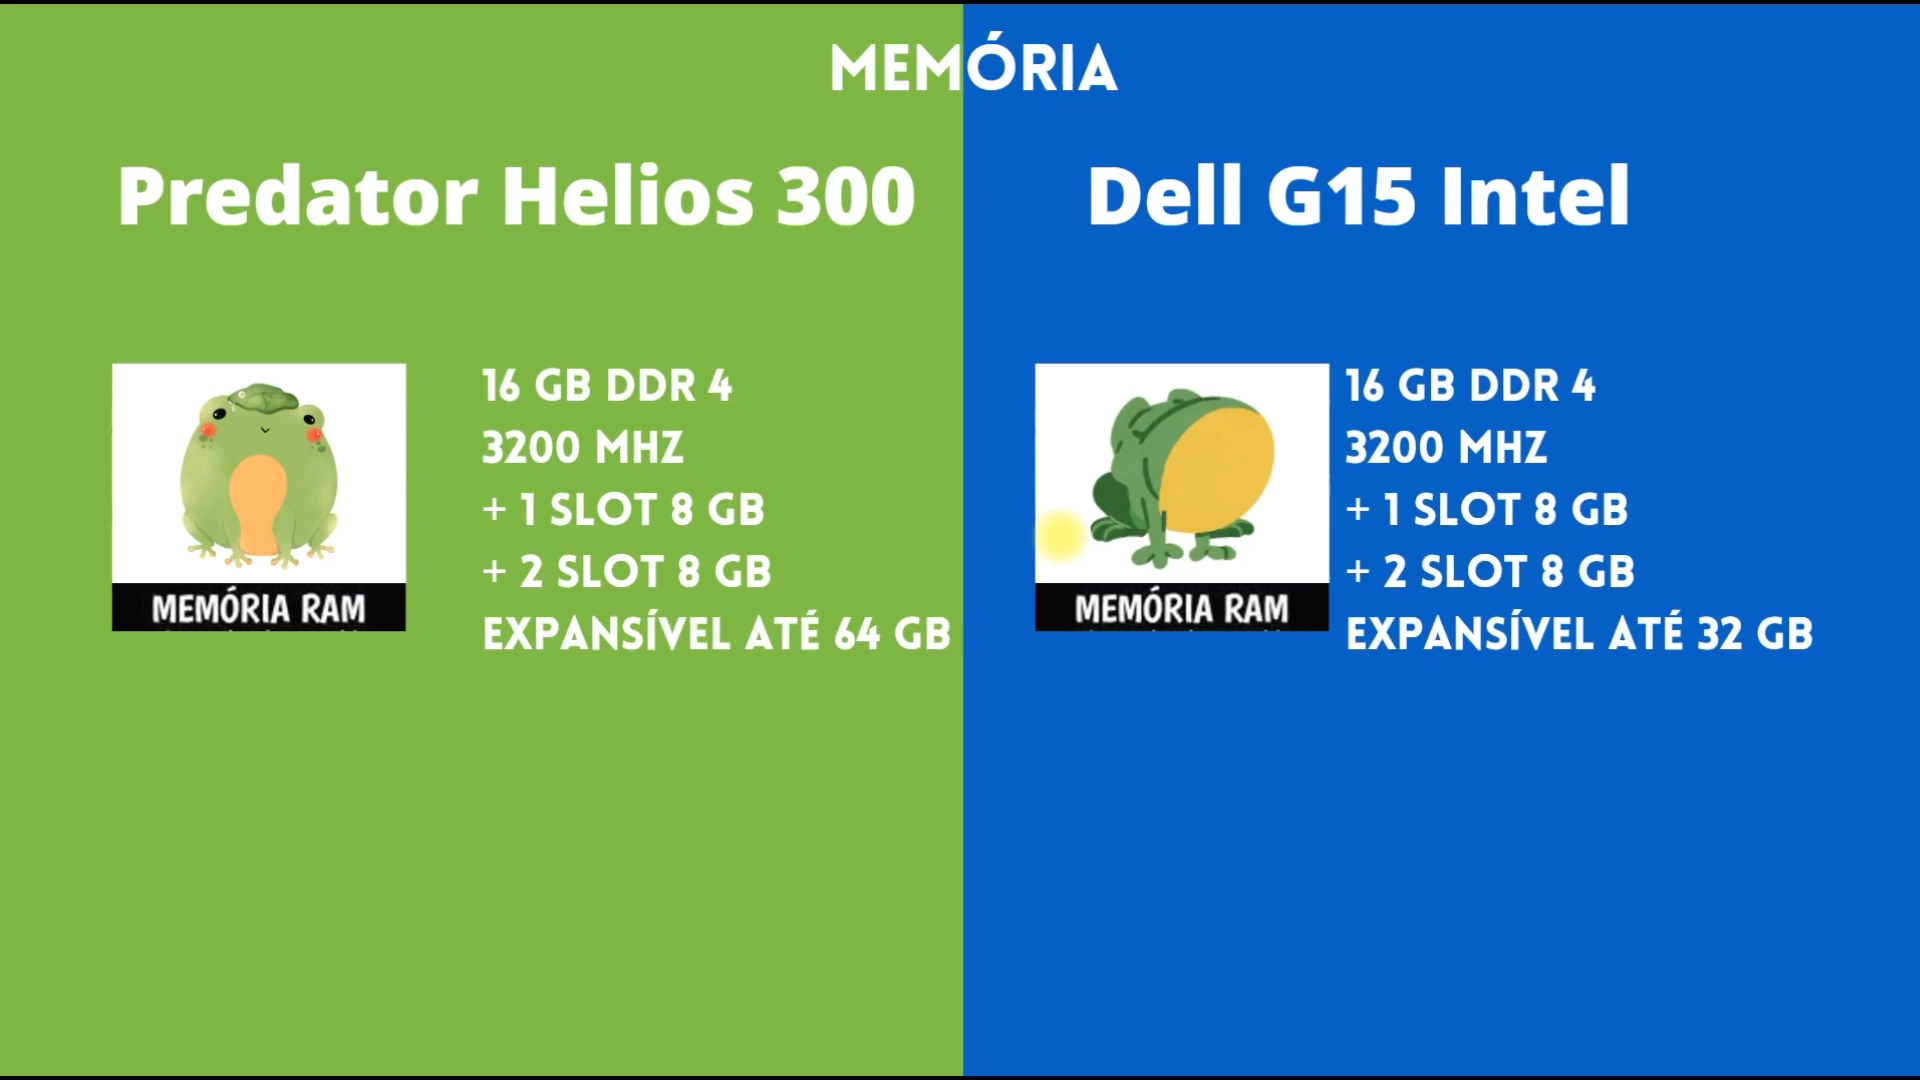 MEMÓRIA
Predator Helios 300
16 GB DDR 4
3200 MHZ
+ 1 SLOT 8 GB
+ 2 SLOT 8 GB
EXPANSÍVEL ATÉ 64 GB
MEMÓRIA RAM
Dell G15 Intel
16 GB DDR 4
3200 MHZ
+ 1 SLOT 8 GB
+ 2 SLOT 8 GB
EXPANSÍVEL ATÉ 32 GB
MEMÓRIA RAM